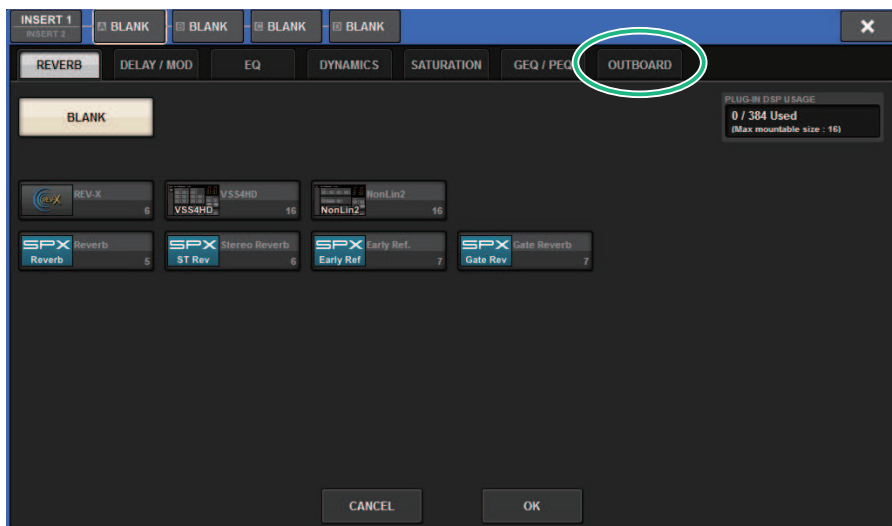 INSERT 1
INSERT 2
A BLANK
B BLANK
C BLANK
D BLANK
REVERB DELAY / MOD EQ DYNAMICS SATURATION GEQ / PEQ OUTBOARD
BLANK
PLUG-IN DSP USAGE
0 / 384 Used
(Max mountable size : 16)
REV-X REV-X 6
VSS4HD VSS4HD 16
NonLin2 NonLin2 16
SPX Reverb Reverb 5
SPX ST Rev Stereo Reverb 6
SPX Early Ref Early Ref. 7
SPX Gate Rev Gate Reverb 7
CANCEL OK